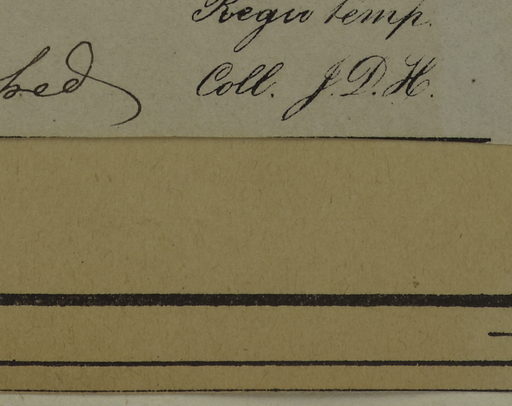 Regio temp.
Coll. J. D. H.